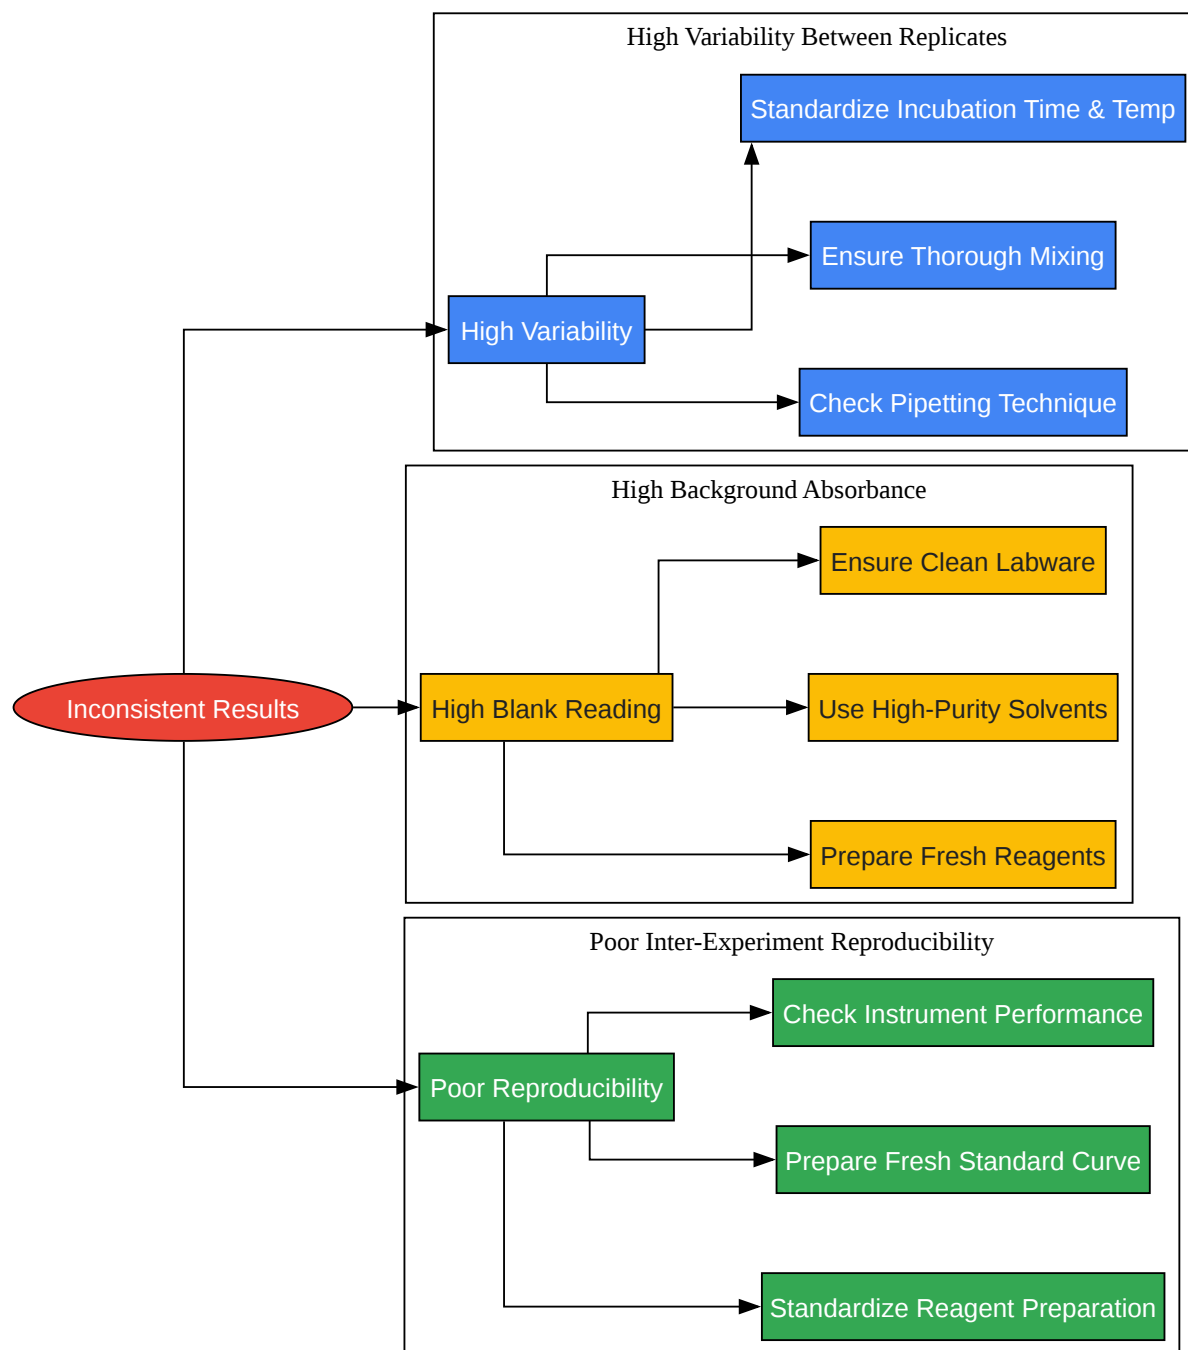 High Variability Between Replicates
Standardize Incubation Time & Temp
Ensure Thorough Mixing
High Variability
Check Pipetting Technique
High Background Absorbance
Ensure Clean Labware
Inconsistent Results
High Blank Reading
Use High-Purity Solvents
Prepare Fresh Reagents
Poor Inter-Experiment Reproducibility
Check Instrument Performance
Poor Reproducibility
Prepare Fresh Standard Curve
Standardize Reagent Preparation